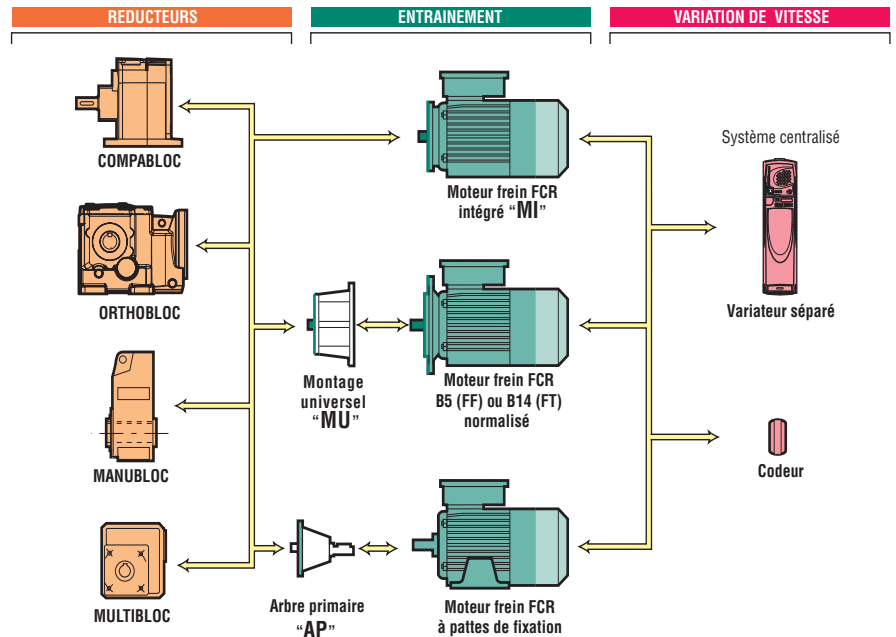 REDUCTEURS
ENTRAINEMENT
VARIATION DE VITESSE
COMPABLOC
ORTHOBLOC
MANUBLOC
MULTIBLOC
Moteur frein FCR
intégré “MI”
Montage
universel
“MU”
Moteur frein FCR
B5 (FF) ou B14 (FT)
normalisé
Arbre primaire
“AP”
Moteur frein FCR
à pattes de fixation
Système centralisé
Variateur séparé
Codeur